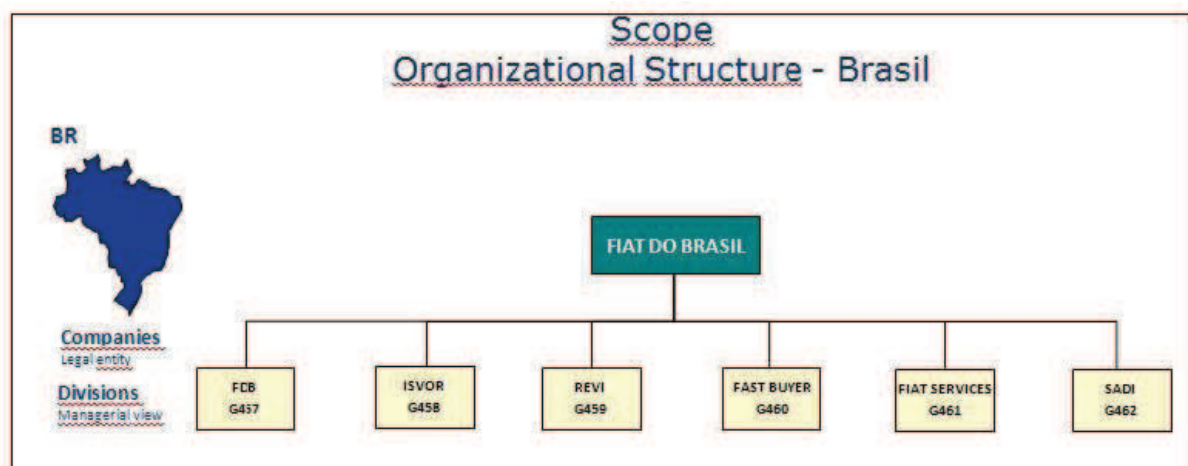 Scope
Organizational Structure - Brasil
BR
FIAT DO BRASIL
Companies
Legal entity
Divisions
Managerial view
FDB
G457
ISVOR
G458
REVI
G459
FAST BUYER
G460
FIAT SERVICES
G461
SADI
G462